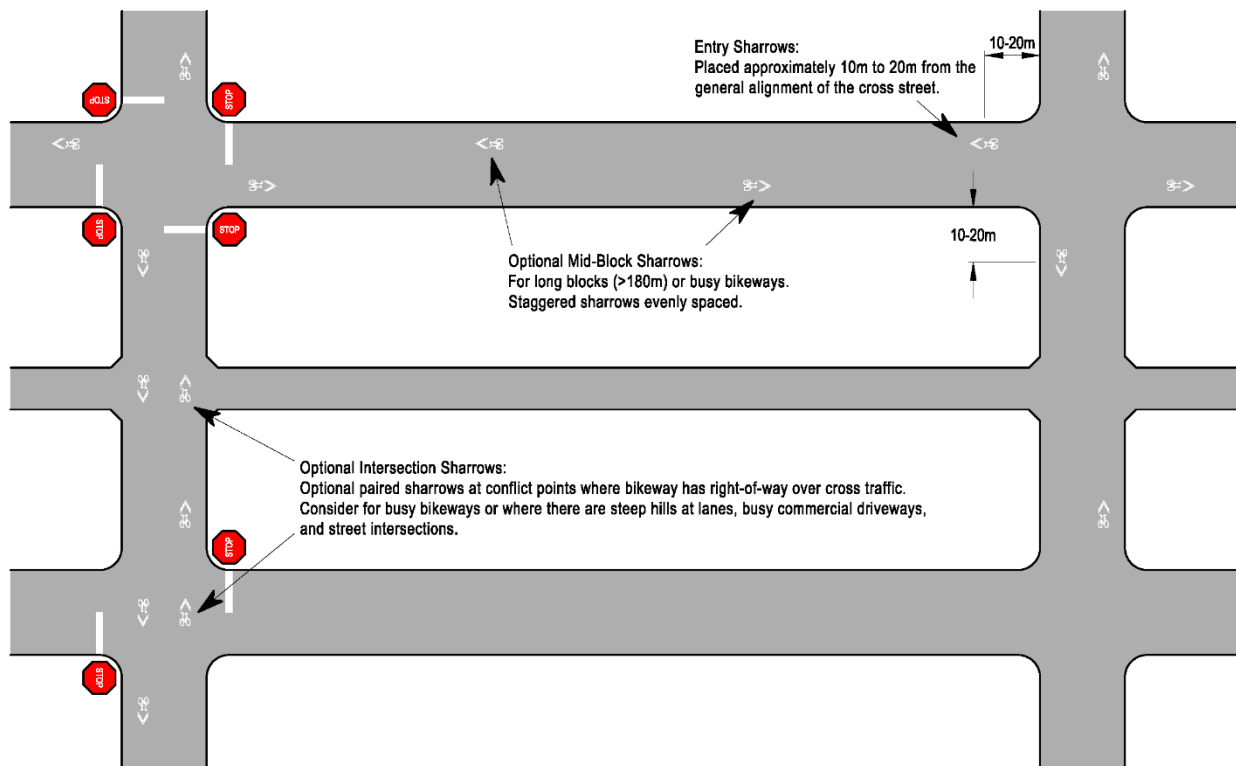 Entry Sharrows:
Placed approximately 10m to 20m from the
general alignment of the cross street.
10-20m
STOP
STOP
STOP
STOP
10-20m
Optional Mid-Block Sharrows:
For long blocks (>180m) or busy bikeways.
Staggered sharrows evenly spaced.
Optional Intersection Sharrows:
Optional paired sharrows at conflict points where bikeway has right-of-way over cross traffic.
Consider for busy bikeways or where there are steep hills at lanes, busy commercial driveways,
and street intersections.
STOP
STOP